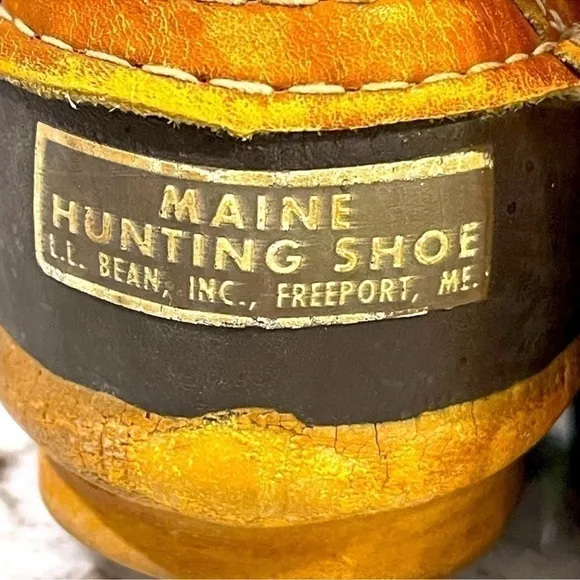 MAINE
HUNTING SHOE
L.L. BEAN, INC., FREEPORT, ME.